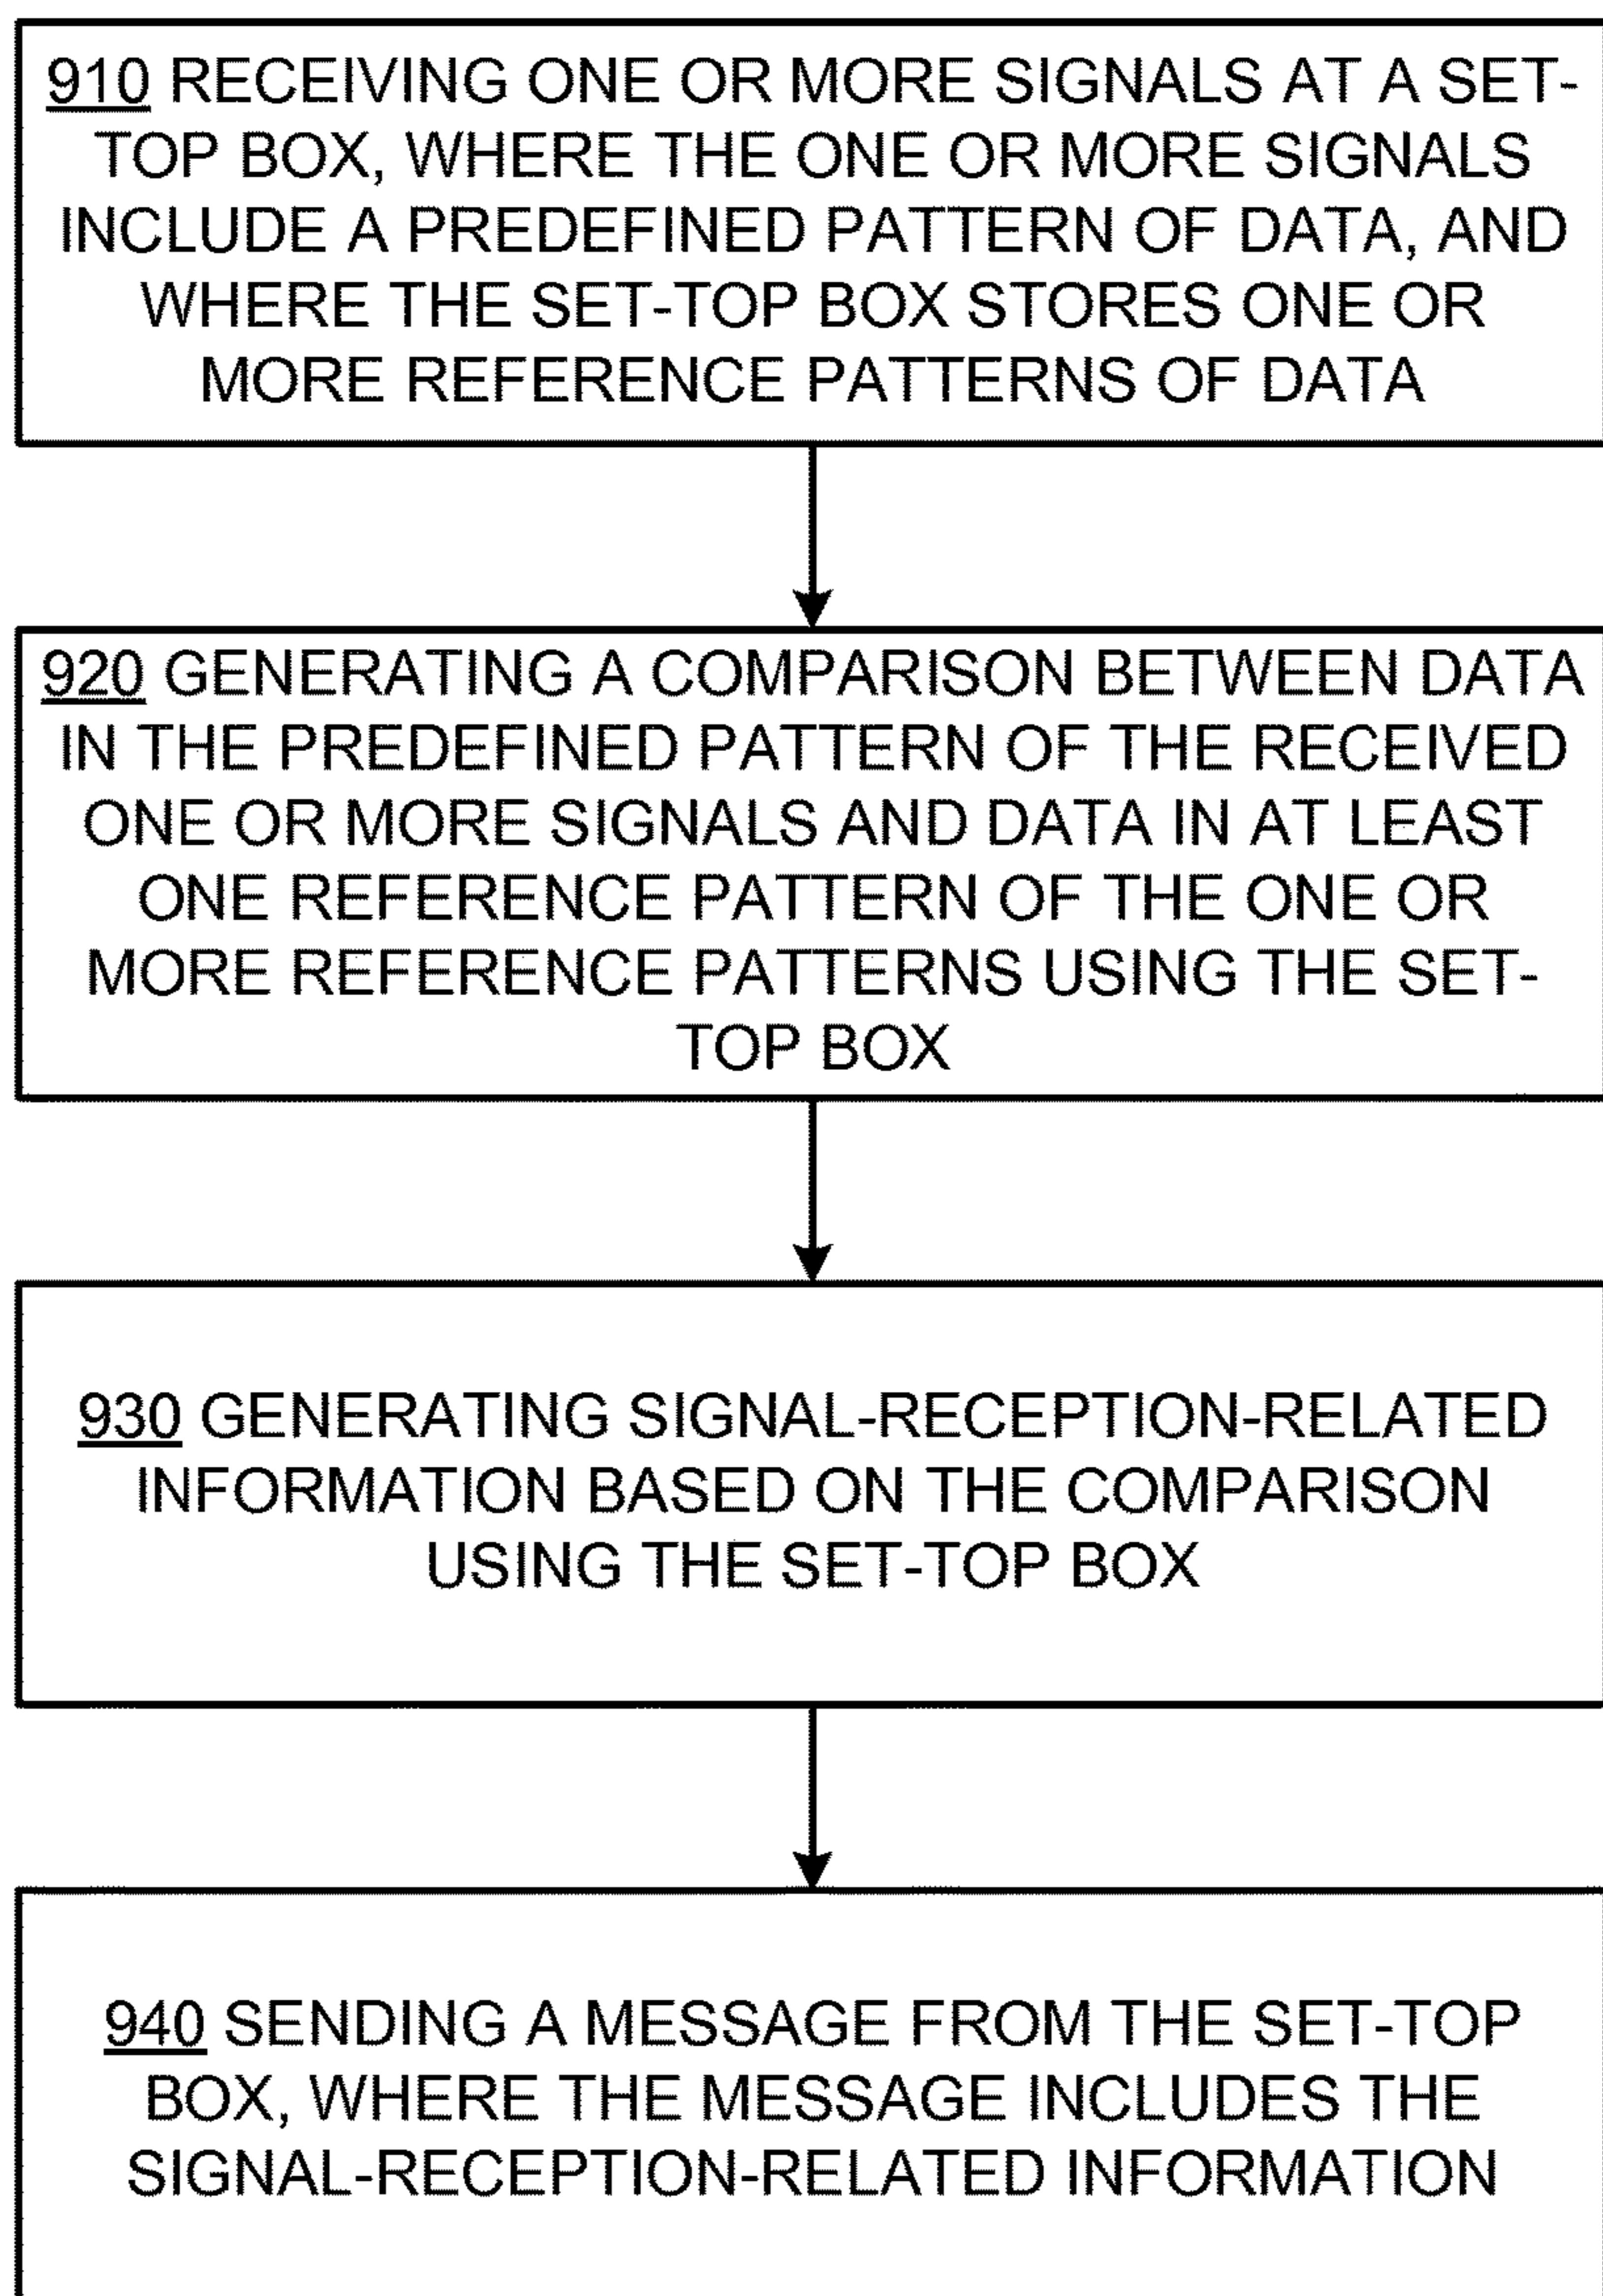 910 RECEIVING ONE OR MORE SIGNALS AT A SET-
TOP BOX, WHERE THE ONE OR MORE SIGNALS
INCLUDE A PREDEFINED PATTERN OF DATA, AND
WHERE THE SET-TOP BOX STORES ONE OR
MORE REFERENCE PATTERNS OF DATA
920 GENERATING A COMPARISON BETWEEN DATA
IN THE PREDEFINED PATTERN OF THE RECEIVED
ONE OR MORE SIGNALS AND DATA IN AT LEAST
ONE REFERENCE PATTERN OF THE ONE OR
MORE REFERENCE PATTERNS USING THE SET-
TOP BOX
930 GENERATING SIGNAL-RECEPTION-RELATED
INFORMATION BASED ON THE COMPARISON
USING THE SET-TOP BOX
940 SENDING A MESSAGE FROM THE SET-TOP
BOX, WHERE THE MESSAGE INCLUDES THE
SIGNAL-RECEPTION-RELATED INFORMATION